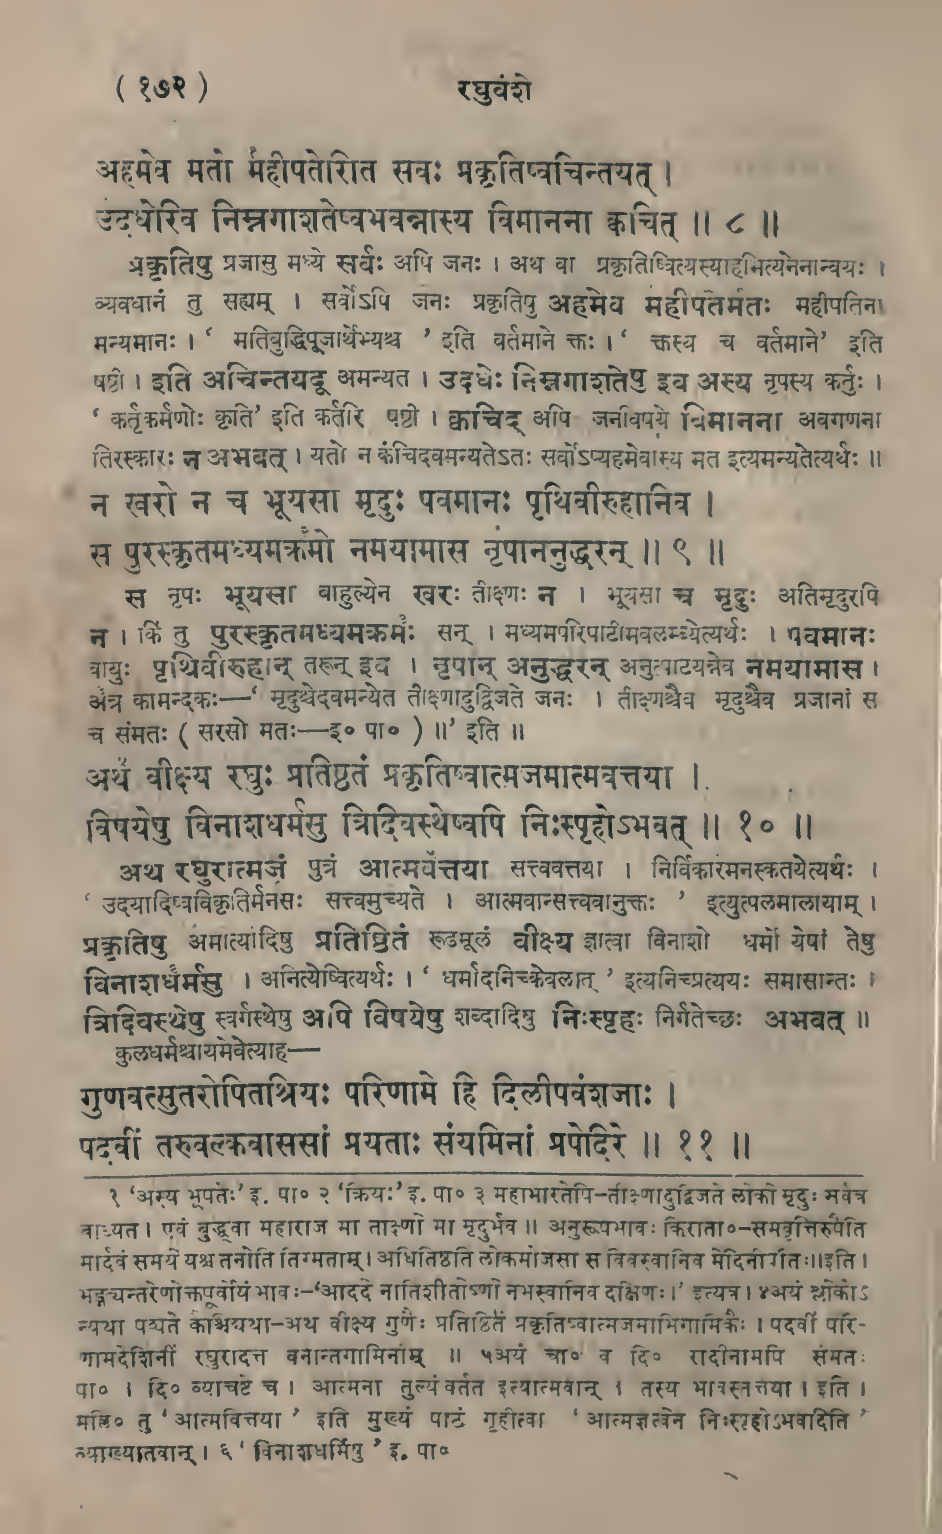 ( १७२ ) रघुवंशे
अहमेव मतो महीपतेरिति सर्वः प्रकृतिष्वचिन्तयत् ।
उदधेरिव निम्नगाशतेष्वभवन्नास्य विमानना क्वचित् ॥ ८ ॥
प्रकृतिषु प्रजासु मध्ये सर्वः अपि जनः । अथ वा प्रकृतिष्वित्यस्याहमित्यनेनान्वयः ।
व्यवधानं तु सह्यम् । सर्वोऽपि जनः प्रकृतिषु अहमेव महीपतेर्मतः महीपतिना
मन्यमानः । ‘ मतिबुद्धिपूजार्थेभ्यश्च ’ इति वर्तमाने क्तः । ‘ क्तस्य च वर्तमाने’ इति
षष्ठी । इति अचिन्तयद् अमन्यत । उदधेः निम्नगाशतेषु इव अस्य नृपस्य कर्तुः ।
‘ कर्तृकर्मणोः कृति’ इति कर्तरि षष्ठी । क्वचिद् अपि जनविषये विमानना अवगणना
तिरस्कारः न अभवत् । यतो न कंचिदवमन्यतेऽतः सर्वोऽप्यहमेवास्य मत इत्यमन्यतेत्यर्थः ॥
न खरो न च भूयसा मृदुः पवमानः पृथिवीरुहानिव ।
स पुरस्कृतमध्यमक्रमो नमयामास नृपाननुद्धरन् ॥ ९ ॥
स नृपः भूयसा बाहुल्येन खरः तीक्ष्णः न । भूयसा च मृदुः अतिमृदुरपि
न । किं तु पुरस्कृतमध्यमक्रमः सन् । मध्यमपरिपाटीमवलम्ब्येत्यर्थः । पवमानः
वायुः पृथिवीरुहान् तरून् इव । नृपान् अनुद्धरन् अनुत्पाटयन्नेव नमयामास ।
अत्र कामन्दकः—‘ मृदुश्चेदवमन्येत तीक्ष्णादुद्विजते जनः । तीक्ष्णश्चैव मृदुश्चैव प्रजानां स
च संमतः ( सरसो मतः—इ० पा० ) ॥’ इति ॥
अथ वीक्ष्य रघुः प्रतिष्ठितं प्रकृतिष्वात्मजमात्मवत्तया ।
विषयेषु विनाशधर्मसु त्रिदिवस्थेष्वपि निःस्पृहोऽभवत् ॥ १० ॥
अथ रघुरात्मजं पुत्रं आत्मवत्तया सत्त्ववत्तया । निर्विकारमनस्कतयेत्यर्थः ।
‘ उदयादिष्वविकृतिर्मनसः सत्त्वमुच्यते । आत्मवान्सत्त्ववानुक्तः ’ इत्युत्पलमालायाम् ।
प्रकृतिषु अमात्यादिषु प्रतिष्ठितं रूढमूलं वीक्ष्य ज्ञात्वा विनाशो धर्मो येषां तेषु
विनाशधर्मसु । अनित्येष्वित्यर्थः । ‘ धर्मादनिच्केवलात् ’ इत्यनिच्प्रत्ययः समासान्तः ।
त्रिदिवस्थेषु स्वर्गस्थेषु अपि विषयेषु शब्दादिषु निःस्पृहः निर्गतेच्छः अभवत् ॥
कुलधर्मश्चायमेवेत्याह—
गुणवत्सुतरोपितश्रियः परिणामे हि दिलीपवंशजाः ।
पदवीं तरुवल्कवाससां प्रयताः संयमिनां प्रपेदिरे ॥ ११ ॥
१ ‘अस्य भूपतेः’ इ. पा० २ ‘क्रियः’ इ. पा० ३ महाभारतेपि-तीक्ष्णादुद्विजते लोको मृदुः सर्वत्र
बाध्यते । एवं बुद्ध्वा महाराज मा तीक्ष्णो मा मृदुर्भव ॥ अनुरूपभावः किराता०-समवृत्तिरुपैति
मार्दवं समये यश्च तनोति तिग्मताम् । अधितिष्ठति लोकमोजसा स विवस्वानिव मेदिनीपतिः॥इति ।
भङ्ग्यन्तरेणोक्तपूर्वोयं भावः-‘आददे नातिशीतोष्णो नभस्वानिव दक्षिणः ।’ इत्यत्र । ४अयं श्लोकोऽ
न्यथा पठ्यते कैश्चियथा-अथ वीक्ष्य गुणैः प्रतिष्ठितं प्रकृतिष्वात्मजमाभिगामिकैः । पदवीं परि-
णामदेशिनीं रघुरादत्त वनान्तगामिनाम् ॥ ५अयं चा० व दि० रादीनामपि संमतः
पा० । दि० व्याचष्टे च । आत्मना तुल्यं वर्तत इत्यात्मवान् । तस्य भावस्तत्तया । इति ।
मल्लि० तु ‘ आत्मवित्तया ’ इति मुख्यं पाठं गृहीत्वा ‘ आत्मज्ञत्वेन निःस्पृहोऽभवदिति ’
व्याख्यातवान् । ६ ‘ विनाशधर्मिषु ’ इ. पा०